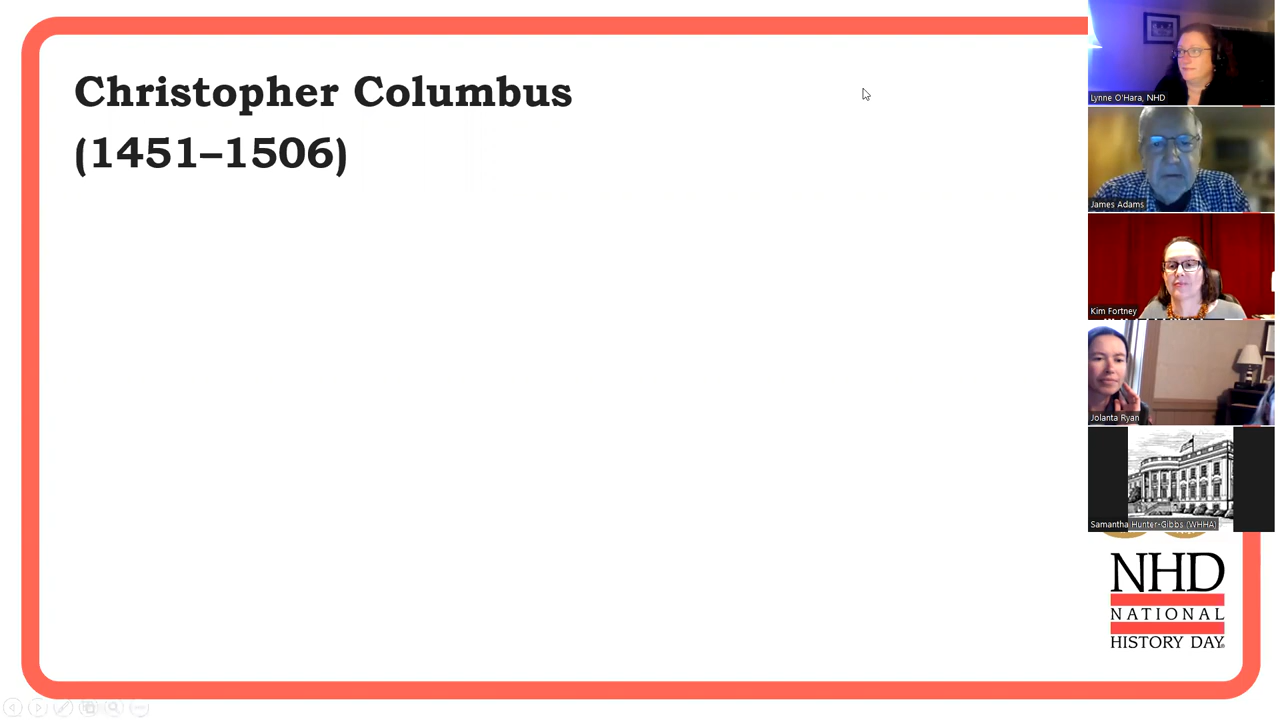 Christopher Columbus
(1451–1506)
Lynne O'Hara, NHD
James Adams
Kim Fortney
Jolanta Ryan
Samantha Hunter-Gibbs (WHHA)
NHD
NATIONAL
HISTORY DAY®